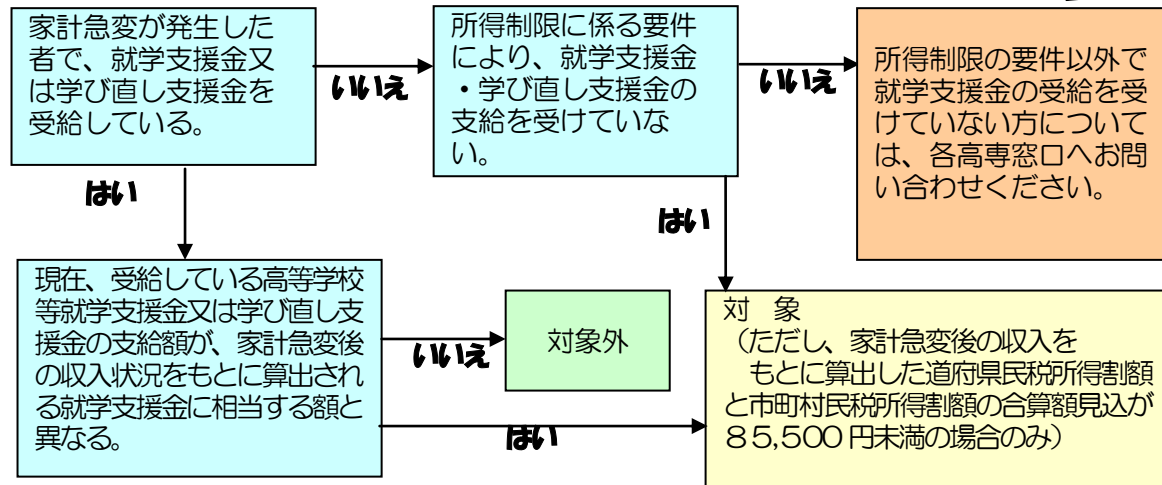 家計急変が発生した
者で、就学支援金又
は学び直し支援金を
受給している。
いいえ
所得制限に係る要件
により、就学支援金
・学び直し支援金の
支給を受けていな
い。
いいえ
所得制限の要件以外で
就学支援金の受給を受
けていない方について
は、各高専窓口へお問
い合わせください。
はい
はい
現在、受給している高等学校
等就学支援金又は学び直し支
援金の支給額が、家計急変後
の収入状況をもとに算出され
る就学支援金に相当する額と
異なる。
いいえ
対象外
はい
対 象
(ただし、家計急変後の収入を
もとに算出した道府県民税所得割額
と市町村民税所得割額の合算額見込が
85,500円未満の場合のみ)